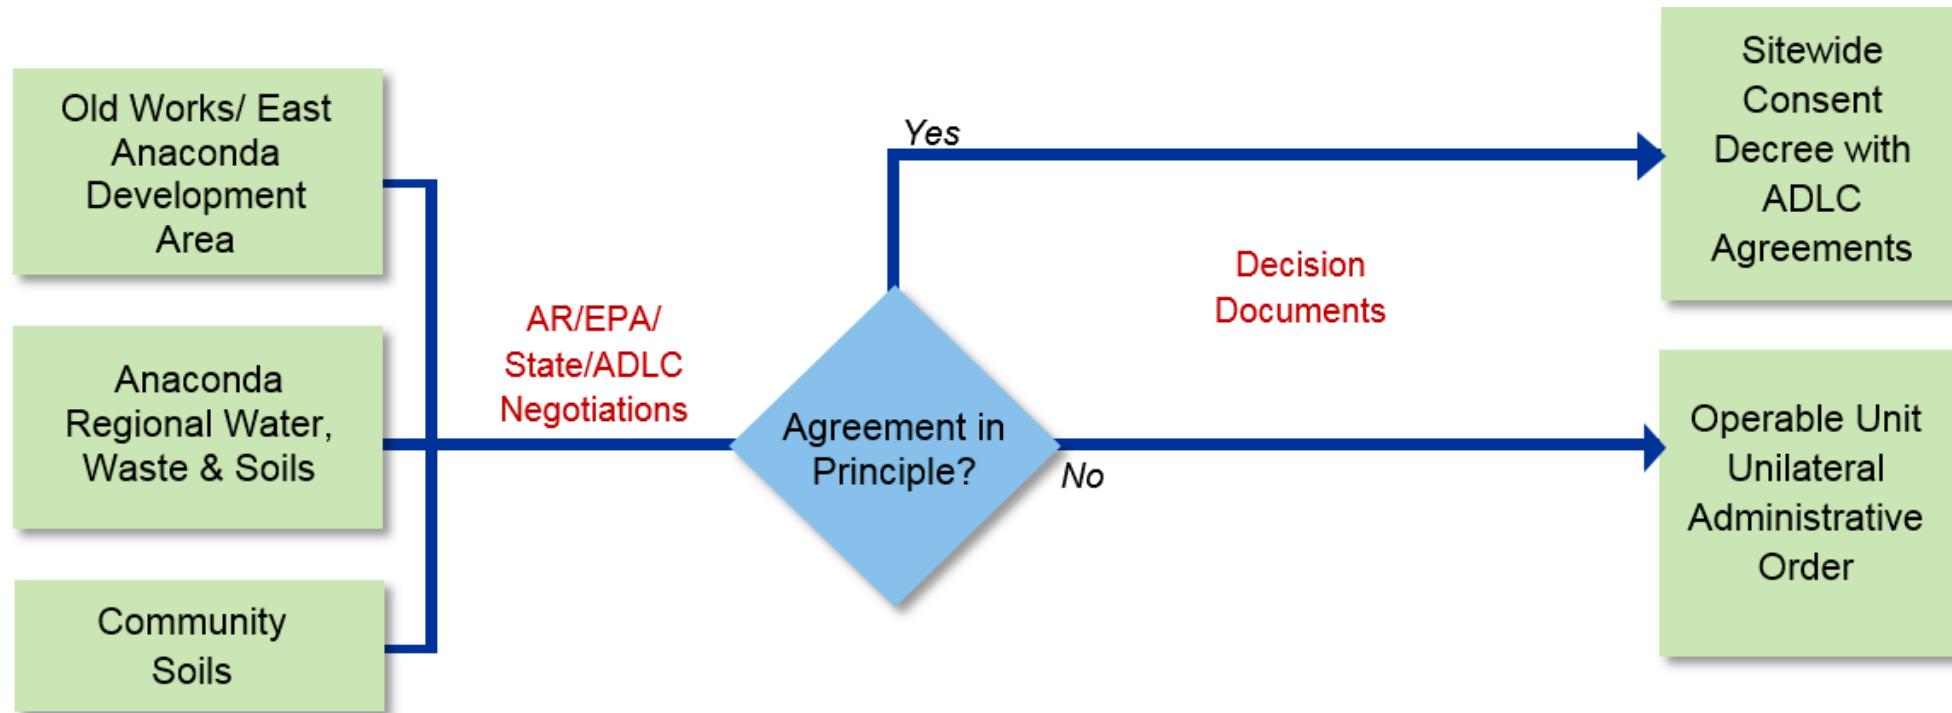 Old Works/ East
Anaconda
Development
Area
Anaconda
Regional Water,
Waste & Soils
Community
Soils
AR/EPA/
State/ADLC
Negotiations
Agreement in
Principle?
Yes
No
Decision
Documents
Sitewide
Consent
Decree with
ADLC
Agreements
Operable Unit
Unilateral
Administrative
Order